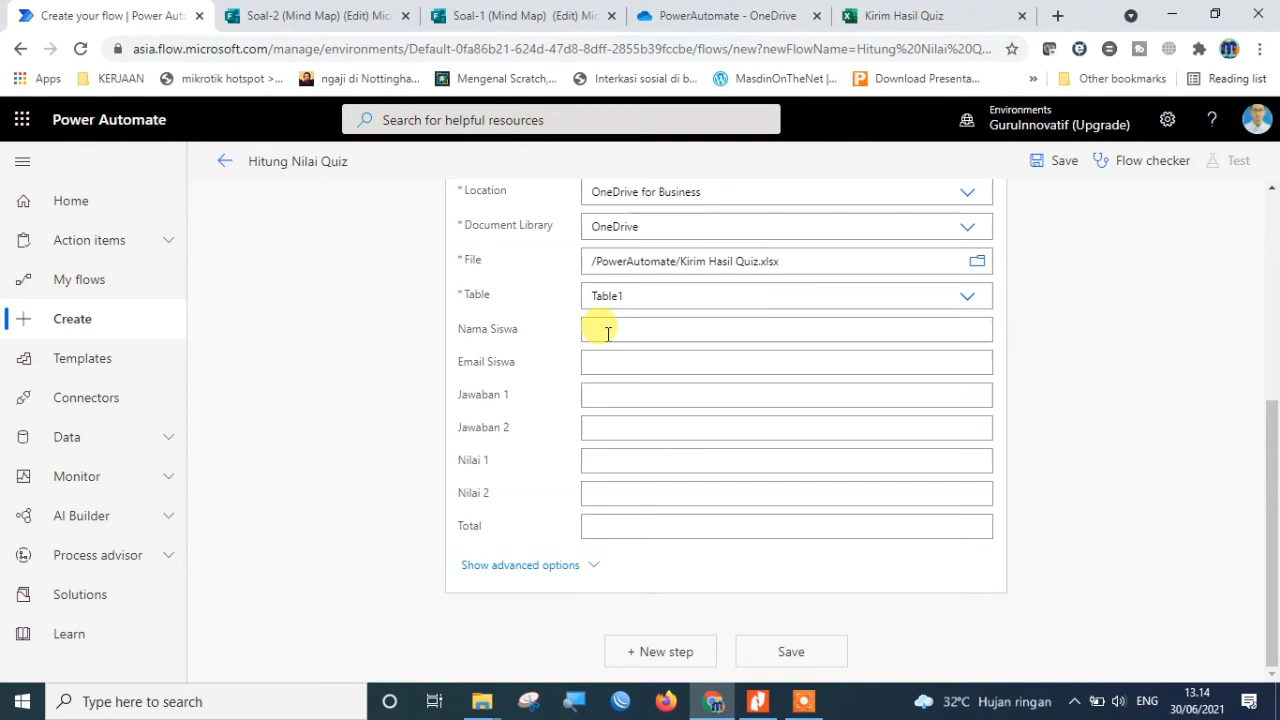 Create your flow | Power Auto
Soal-2 (Mind Map) (Edit) Mic
Soal-1 (Mind Map) (Edit) Mic
PowerAutomate - OneDrive
Kirim Hasil Quiz
asia.flow.microsoft.com/manage/environments/Default-0fa86b21-624d-47d8-8dff-2855b39fccbe/flows/new?newFlowName=Hitung%20Nilai%20Q...
Apps
KERJAAN
mikrotik hotspot >...
ngaji di Nottingha...
Mengenal Scratch,...
Interkasi sosial di b...
MasdinOnTheNet |...
Download Presenta...
»
Other bookmarks
Reading list
Power Automate
Search for helpful resources
Environments
GuruInnovatif (Upgrade)
Hitung Nilai Quiz
Save
Flow checker
Test
Home
Action items
My flows
Create
Templates
Connectors
Data
Monitor
AI Builder
Process advisor
Solutions
Learn
* Location
OneDrive for Business
* Document Library
OneDrive
* File
/PowerAutomate/Kirim Hasil Quiz.xlsx
* Table
Table1
Nama Siswa
Email Siswa
Jawaban 1
Jawaban 2
Nilai 1
Nilai 2
Total
Show advanced options
+ New step
Save
Type here to search
32°C Hujan ringan
ENG
13.14
30/06/2021